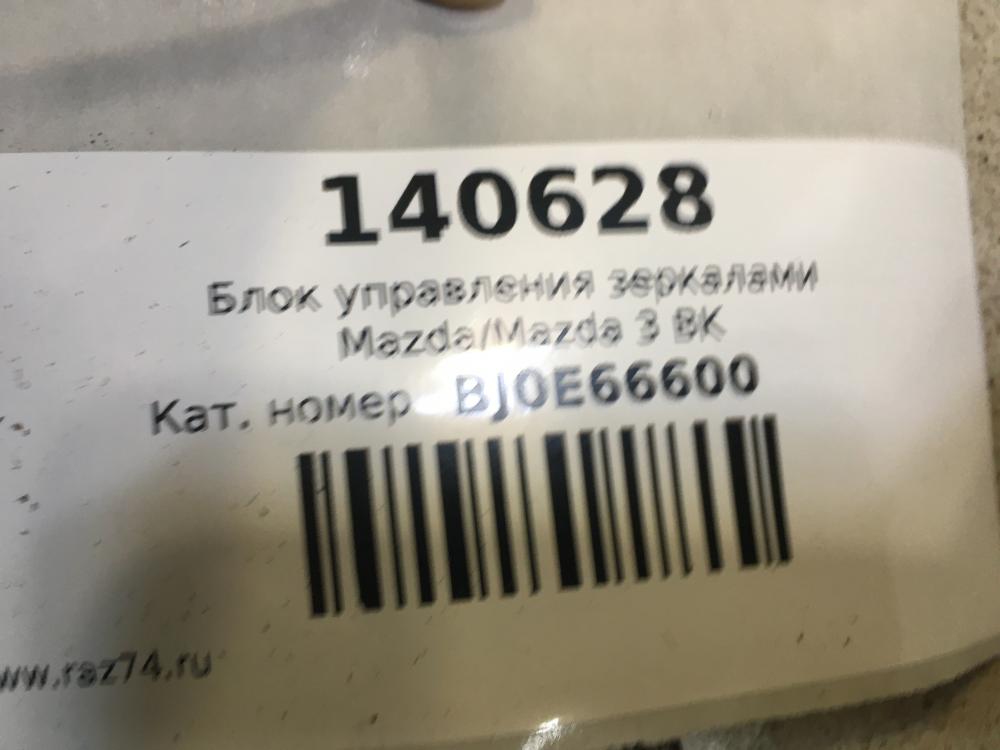 140628
Блок управления зеркалами
Mazda/Mazda 3 BK
Кат. номер BJ0E66600
www.raz74.ru